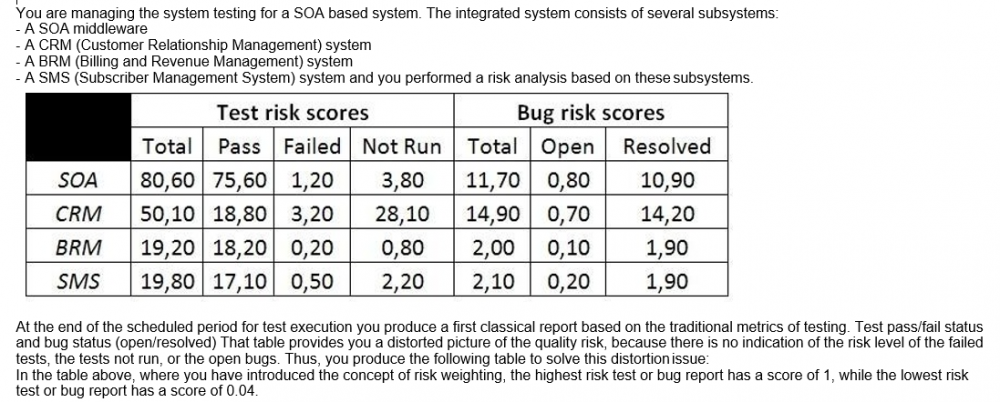 You are managing the system testing for a SOA based system. The integrated system consists of several subsystems:
- A SOA middleware
- A CRM (Customer Relationship Management) system
- A BRM (Billing and Revenue Management) system
- A SMS (Subscriber Management System) system and you performed a risk analysis based on these subsystems.
Test risk scores Bug risk scores
Total Pass Failed Not Run Total Open Resolved
SOA 80,60 75,60 1,20 3,80 11,70 0,80 10,90
CRM 50,10 18,80 3,20 28,10 14,90 0,70 14,20
BRM 19,20 18,20 0,20 0,80 2,00 0,10 1,90
SMS 19,80 17,10 0,50 2,20 2,10 0,20 1,90
At the end of the scheduled period for test execution you produce a first classical report based on the traditional metrics of testing. Test pass/fail status
and bug status (open/resolved) That table provides you a distorted picture of the quality risk, because there is no indication of the risk level of the failed
tests, the tests not run, or the open bugs. Thus, you produce the following table to solve this distortion issue:
In the table above, where you have introduced the concept of risk weighting, the highest risk test or bug report has a score of 1, while the lowest risk
test or bug report has a score of 0.04.